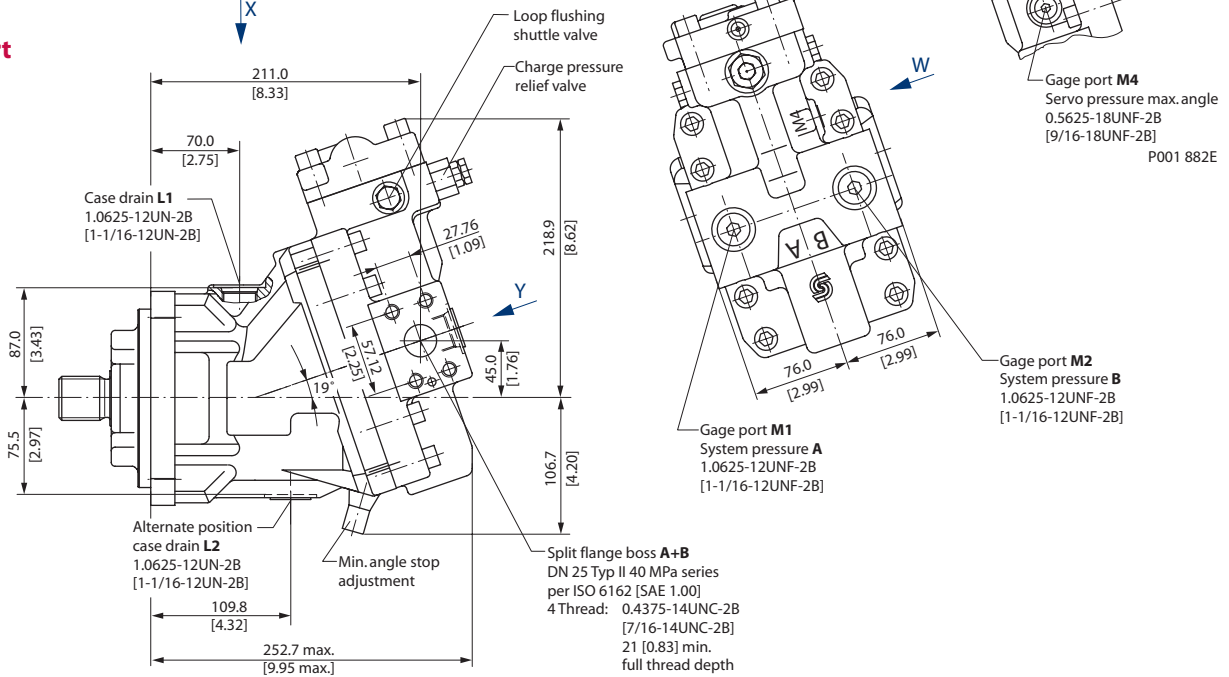 X
rt
211.0
[8.33]
70.0
[2.75]
Case drain L1
1.0625-12UN-2B
[1-1/16-12UN-2B]
Loop flushing
shuttle valve
Charge pressure
relief valve
218.9
[8.62]
27.76
[1.09]
Y
87.0
[3.43]
57.12
[2.25]
45.0
[1.76]
19°
75.5
[2.97]
106.7
[4.20]
Alternate position
case drain L2
1.0625-12UN-2B
[1-1/16-12UN-2B]
Min. angle stop
adjustment
109.8
[4.32]
252.7 max.
[9.95 max.]
Split flange boss A+B
DN 25 Typ II 40 MPa series
per ISO 6162 [SAE 1.00]
4 Thread: 0.4375-14UNC-2B
[7/16-14UNC-2B]
21 [0.83] min.
full thread depth
W
M4
B A
76.0
[2.99]
76.0
[2.99]
Gage port M4
Servo pressure max. angle
0.5625-18UNF-2B
[9/16-18UNF-2B]
P001 882E
Gage port M2
System pressure B
1.0625-12UNF-2B
[1-1/16-12UNF-2B]
Gage port M1
System pressure A
1.0625-12UNF-2B
[1-1/16-12UNF-2B]